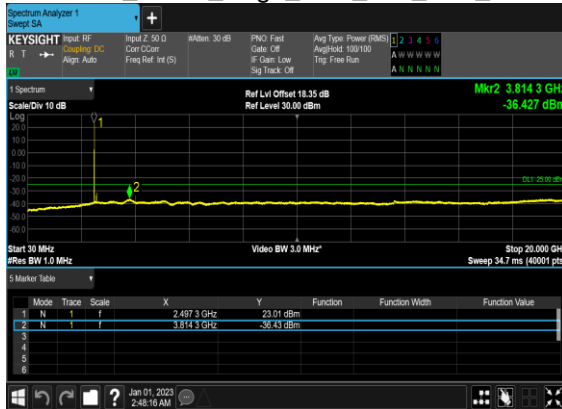 Spectrum Analyzer 1
Swept SA
+
KEYSIGHT Input: RF Input Z: 50 Ω #Atten: 30 dB PNO: Fast Avg Type: Power (RMS) 1 2 3 4 5 6
R T Coupling: DC Corr CCorr Gate: Off Avg|Hold: 100/100 A W W W W W
Align: Auto Freq Ref: Int (S) IF Gain: Low Trig: Free Run
Sig Track: Off A N N N N N
1 Spectrum Ref Lvl Offset 18.35 dB Mkr2 3.814 3 GHz
Scale/Div 10 dB Ref Level 30.00 dBm -36.427 dBm
Log
20.0
10.0
0.00
-10.0
-20.0
-30.0
-40.0
-50.0
-60.0
1
2
DL1 -25.00 dBm
Start 30 MHz Video BW 3.0 MHz* Stop 20.000 GHz
#Res BW 1.0 MHz Sweep 34.7 ms (40001 pts)
5 Marker Table
Mode Trace Scale X Y Function Function Width Function Value
1 N 1 f 2.497 3 GHz 23.01 dBm
2 N 1 f 3.814 3 GHz -36.43 dBm
3
4
5
6
? Jan 01, 2023
2:48:16 AM